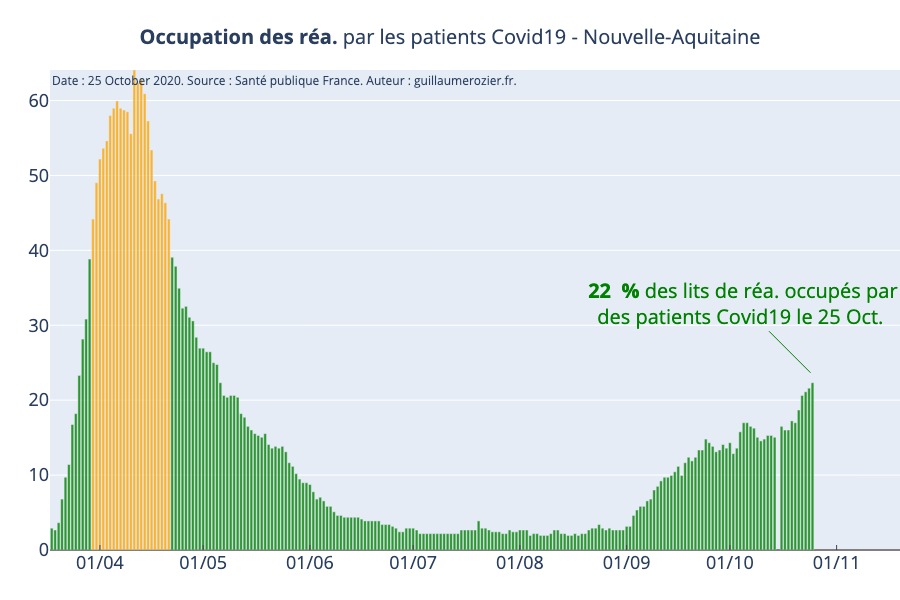 Occupation des réa. par les patients Covid19 - Nouvelle-Aquitaine
Date : 25 October 2020. Source : Santé publique France. Auteur : guillaumerozier.fr.
60
50
40
22 % des lits de réa. occupés par
des patients Covid19 le 25 Oct.
30
20
10
0
01/04 01/05 01/06 01/07 01/08 01/09 01/10 01/11